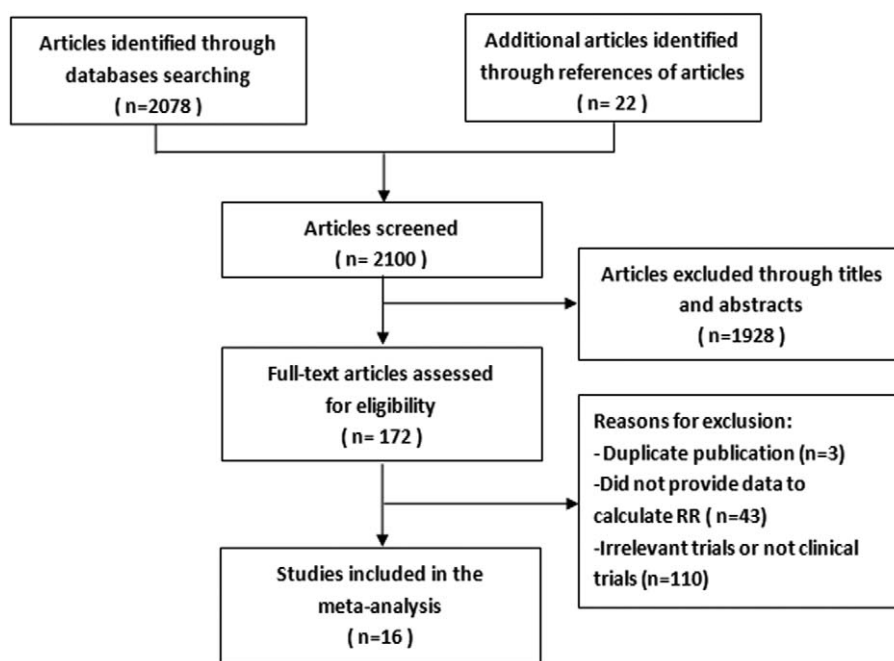 Articles identified through
databases searching
( n=2078 )
Additional articles identified
through references of articles
( n= 22 )
Articles screened
( n= 2100 )
Articles excluded through titles
and abstracts
( n=1928 )
Full-text articles assessed
for eligibility
( n= 172 )
Reasons for exclusion:
- Duplicate publication (n=3)
-Did not provide data to
calculate RR ( n=43)
-Irrelevant trials or not clinical
trials (n=110)
Studies included in the
meta-analysis
( n=16 )